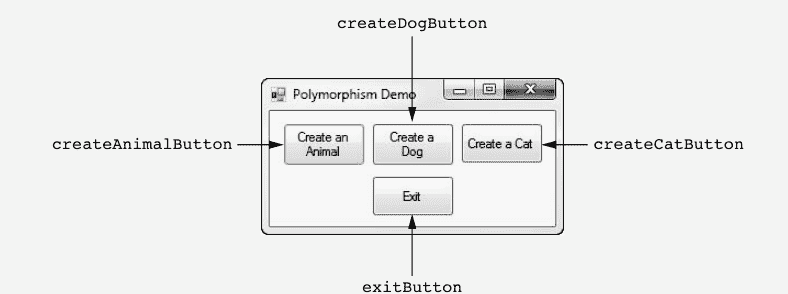 createDogButton
Polymorphism Demo
createAnimalButton
Create an
Animal
Create a
Dog
Create a Cat
createCatButton
Exit
exitButton